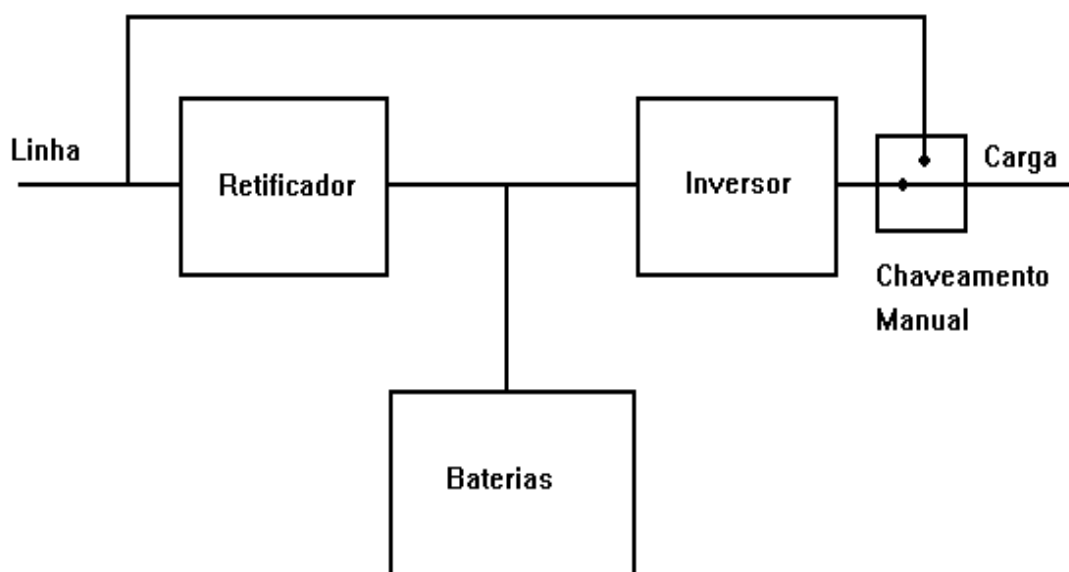 Linha
Retificador
Inversor
Carga
Chaveamento
Manual
Baterias